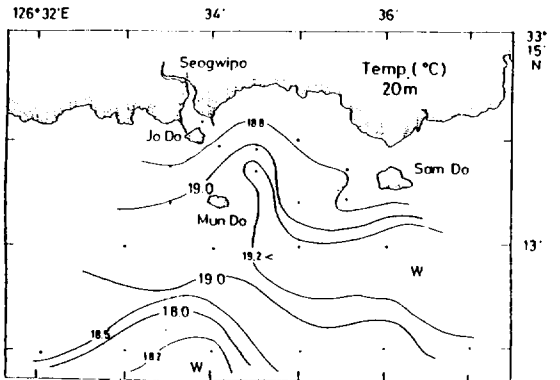 126°32'E 34' 36' 33°
15'
N
Seogwipo
Temp. (°C)
20m
Jo Do
18.8
Sam Do
19.0
Mun Do
13'
19.2 <
W
19.0
18.0
18.5
18.2
W